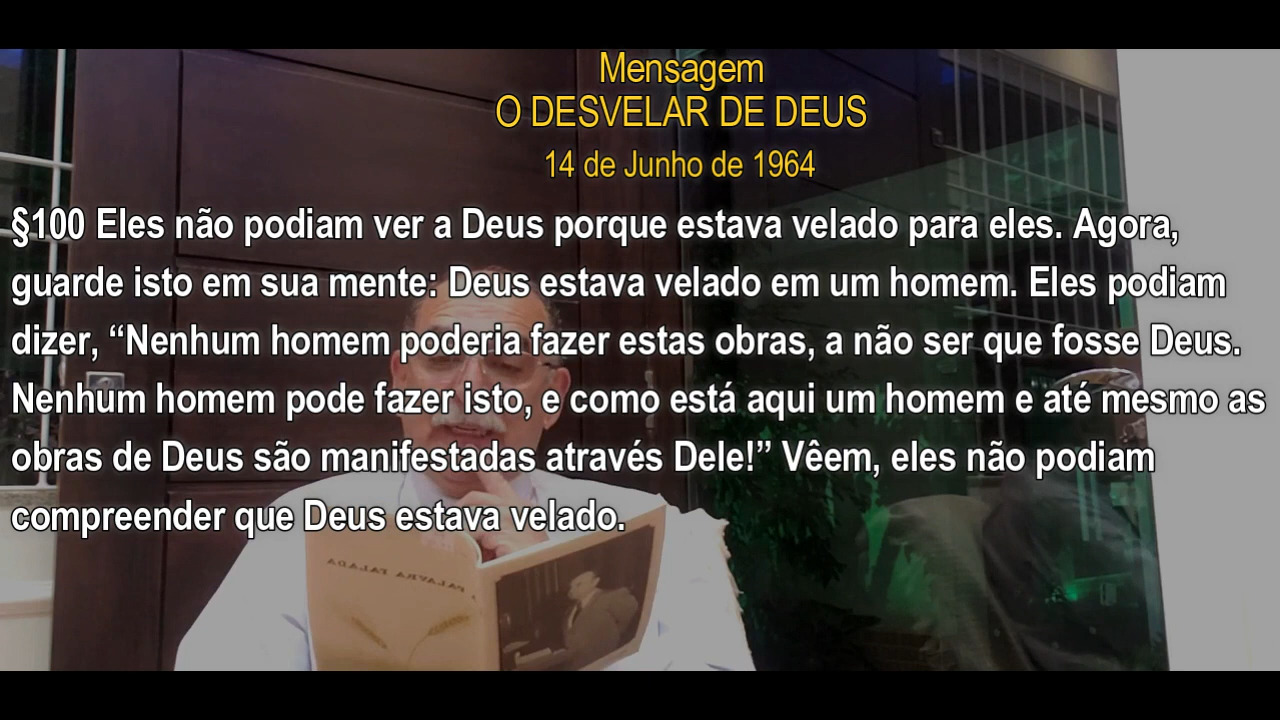 Mensagem
O DESVELAR DE DEUS
14 de Junho de 1964
§100 Eles não podiam ver a Deus porque estava velado para eles. Agora,
guarde isto em sua mente: Deus estava velado em um homem. Eles podiam
dizer, “Nenhum homem poderia fazer estas obras, a não ser que fosse Deus.
Nenhum homem pode fazer isto, e como está aqui um homem e até mesmo as
obras de Deus são manifestadas através Dele!” Vêem, eles não podiam
compreender que Deus estava velado.
A PALAVRA FALADA